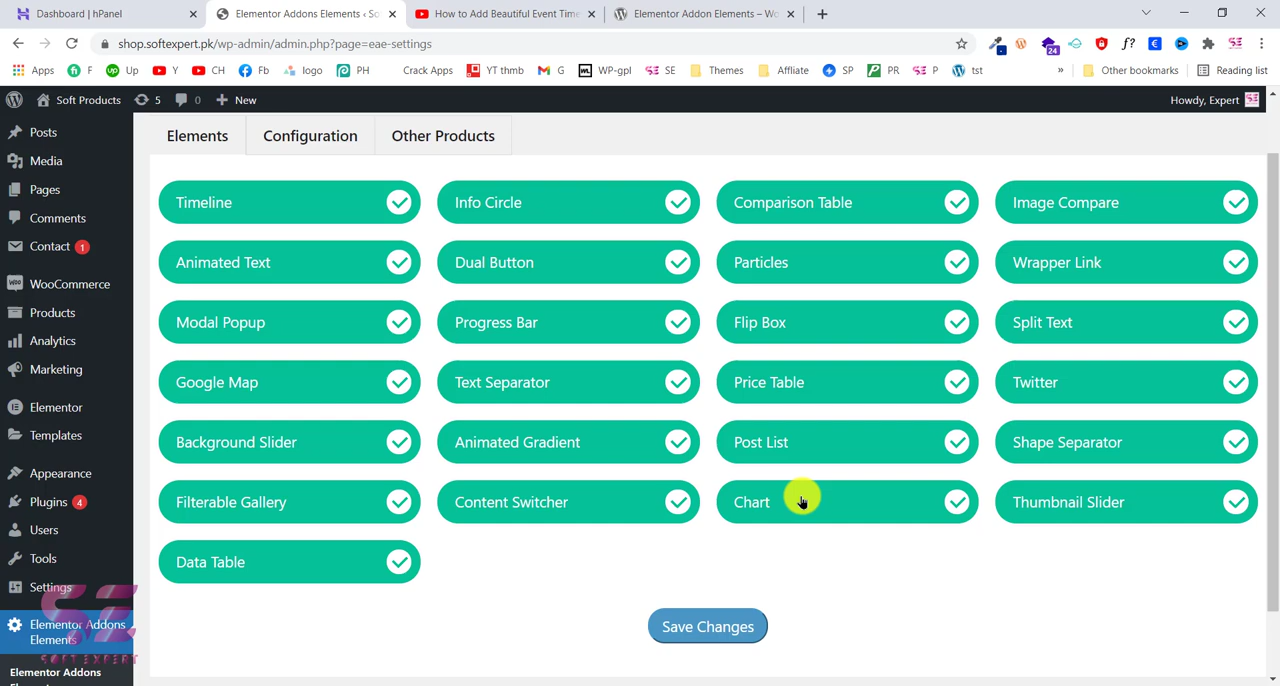 Dashboard | hPanel
Elementor Addons Elements ‹ So
How to Add Beautiful Event Time
Elementor Addon Elements – Wo
shop.softexpert.pk/wp-admin/admin.php?page=eae-settings
24
Apps F Up Y CH Fb logo PH Crack Apps YT thmb G WP-gpl SE Themes Affliate SP PR P tst » Other bookmarks Reading list
Soft Products 5 0 New Howdy, Expert
Posts
Media
Pages
Comments
Contact 1
WooCommerce
Products
Analytics
Marketing
Elementor
Templates
Appearance
Plugins 4
Users
Tools
Settings
Elementor Addons
Elements
Elementor Addons
SOFT EXPERT
Elements Configuration Other Products
Timeline Info Circle Comparison Table Image Compare
Animated Text Dual Button Particles Wrapper Link
Modal Popup Progress Bar Flip Box Split Text
Google Map Text Separator Price Table Twitter
Background Slider Animated Gradient Post List Shape Separator
Filterable Gallery Content Switcher Chart Thumbnail Slider
Data Table
Save Changes